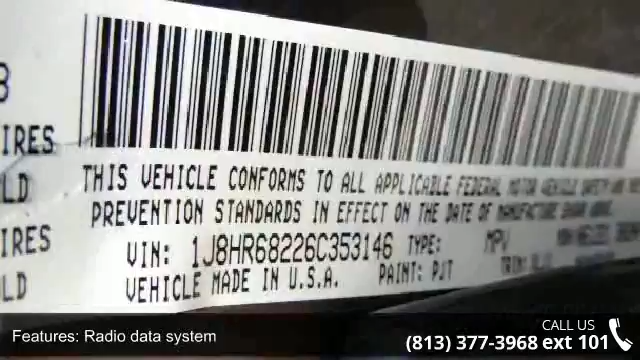 3
IRES
LD
IRES
LD
THIS VEHICLE CONFORMS TO ALL APPLICABLE FEDERAL MOTOR VEHICLE SAFETY AND
PREVENTION STANDARDS IN EFFECT ON THE DATE OF MANUFACTURE SHOWN ABOVE.
VIN: 1J8HR68226C353146 TYPE: MPV
VEHICLE MADE IN U.S.A. PAINT: PJT TRIM:
Features: Radio data system
CALL US
(813) 377-3968 ext 101